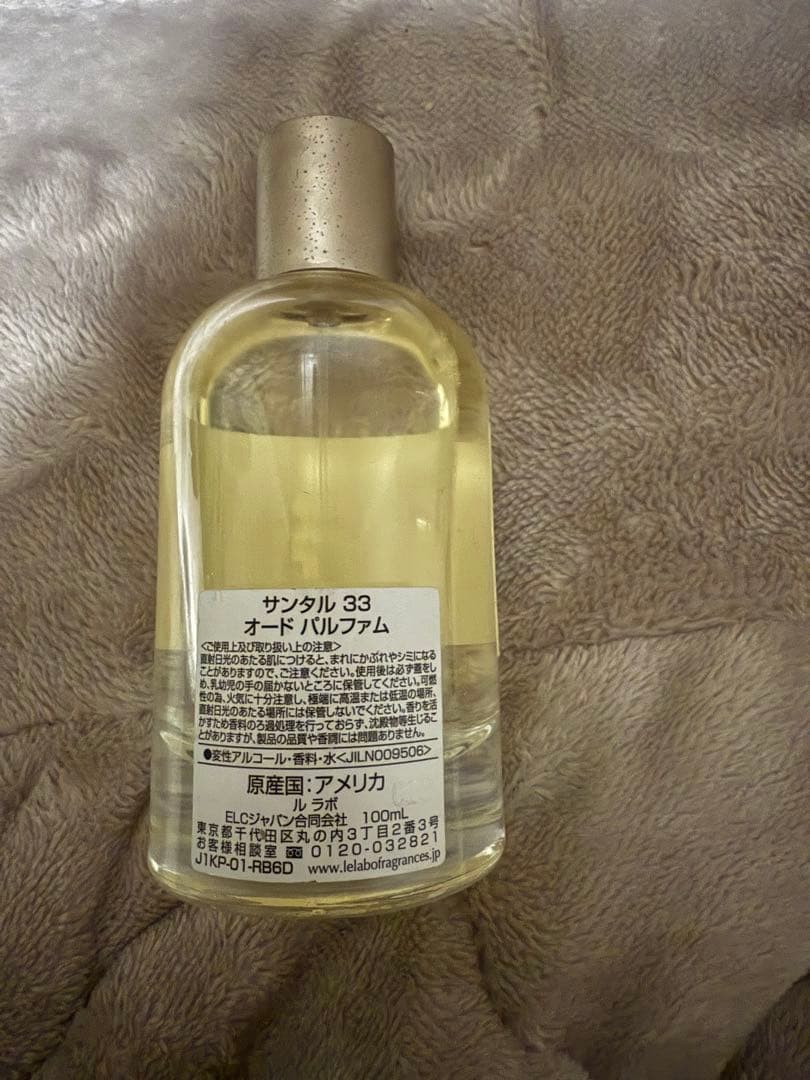 サンタル 33
オード パルファム
<ご使用上及び取り扱い上の注意>
直射日光のあたる肌につけると、まれにかぶれやシミになる
ことがありますので、ご注意ください。使用後は必ず蓋をし
め、乳幼児の手の届かないところに保管してください。可燃
性の為、火気に十分注意し、極端に高温または低温の場所、
直射日光のあたる場所には保管しないでください。香りを活
かすため香料のろ過処理を行っておらず、沈殿物等生じるこ
とがありますが、製品の品質や香調には問題ありません。
●変性アルコール・香料・水<JILN009506>
原産国:アメリカ
ル ラボ
ELCジャパン合同会社 100mL
東京都千代田区丸の内3丁目2番3号
お客様相談室 0120-032821
J1KP-01-RB6D www.lelabofragrances.jp